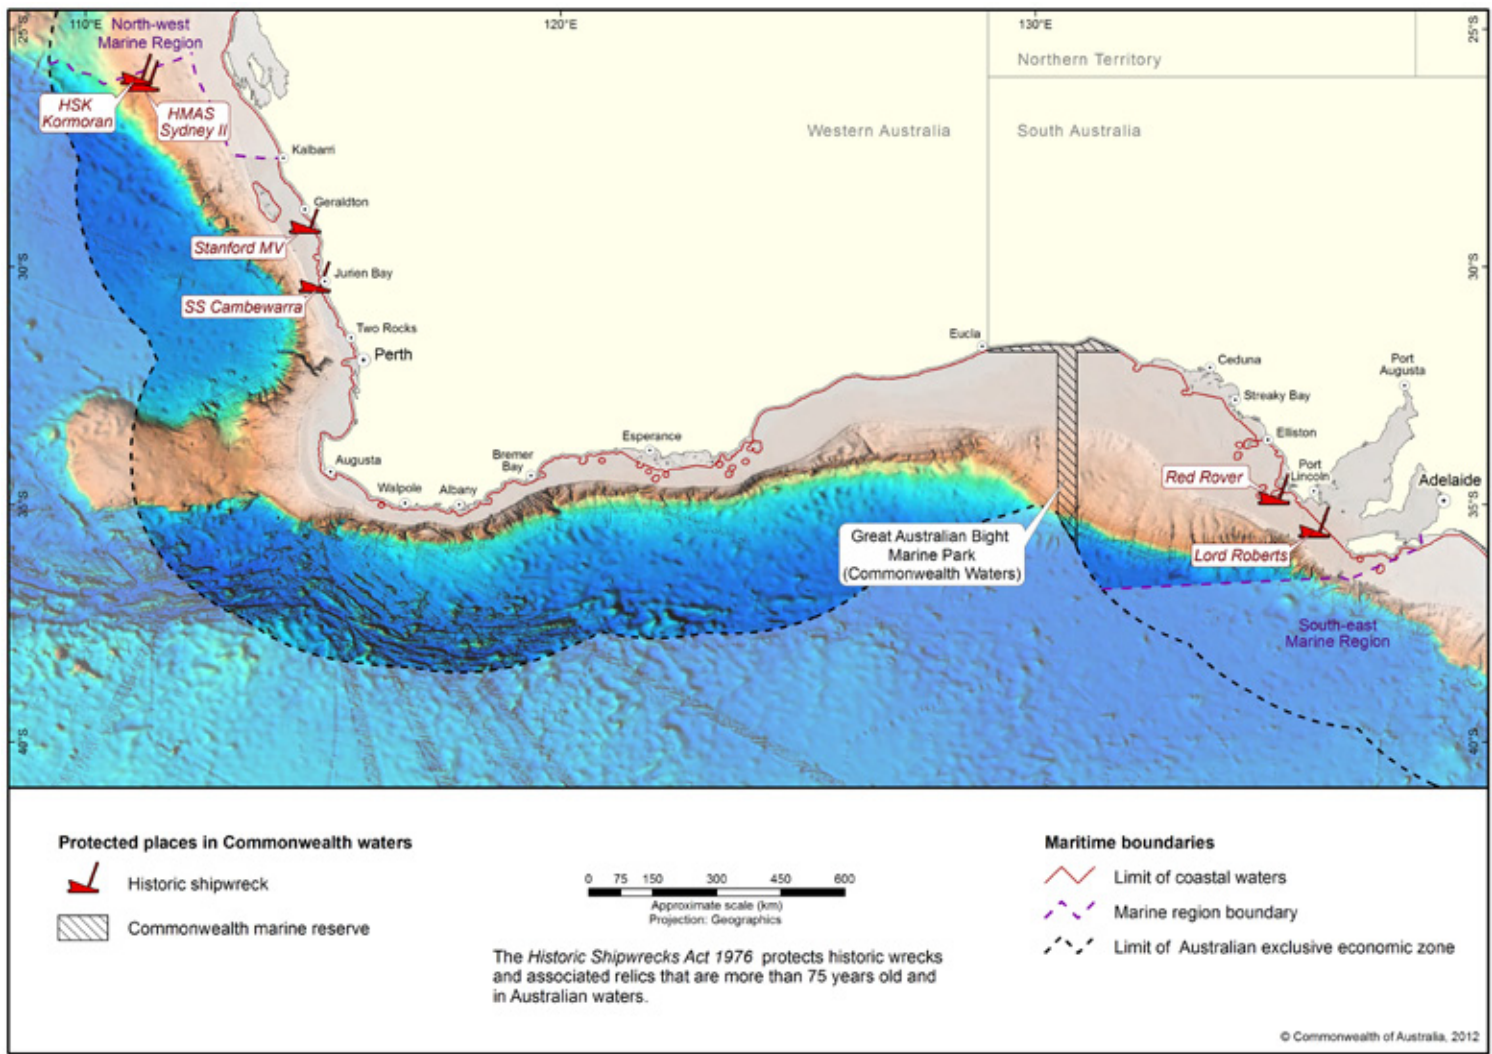 110°E
120°E
130°E
25°S
25°S
North-west
Marine Region
Northern Territory
HSK
Kormoran
HMAS
Sydney II
Western Australia
South Australia
Kalbarri
Geraldton
Stanford MV
30°S
30°S
Jurien Bay
SS Cambewarra
Two Rocks
Perth
Eucla
Ceduna
Port
Augusta
Streaky Bay
Elliston
Esperance
Bremer
Bay
Augusta
Walpole
Albany
Red Rover
Port
Lincoln
Adelaide
35°S
35°S
Great Australian Bight
Marine Park
(Commonwealth Waters)
Lord Roberts
South-east
Marine Region
40°S
40°S
Protected places in Commonwealth waters
Historic shipwreck
Commonwealth marine reserve
0 75 150 300 450 600
Approximate scale (km)
Projection: Geographics
The Historic Shipwrecks Act 1976 protects historic wrecks
and associated relics that are more than 75 years old and
in Australian waters.
Maritime boundaries
Limit of coastal waters
Marine region boundary
Limit of Australian exclusive economic zone
© Commonwealth of Australia, 2012